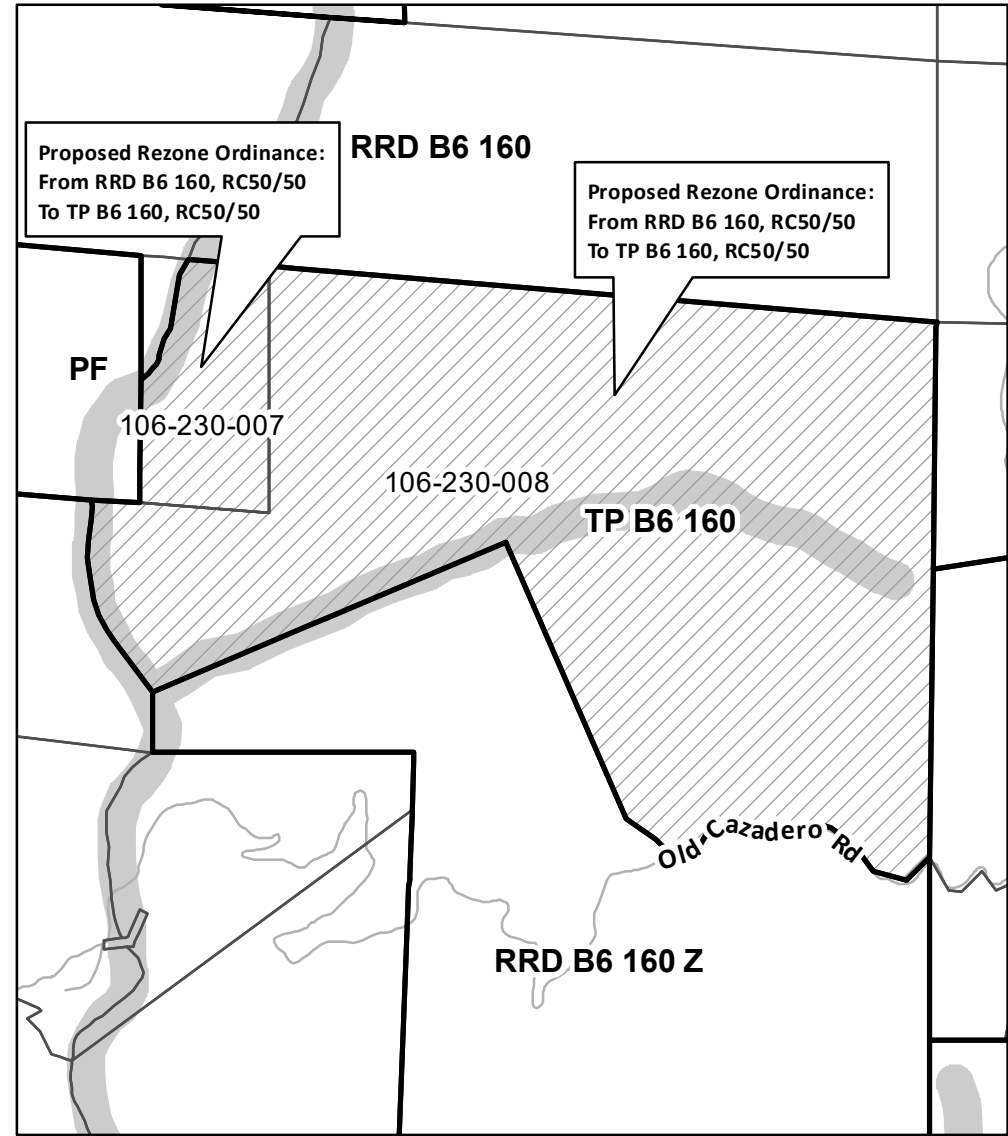 RRD B6 160
Proposed Rezone Ordinance:
From RRD B6 160, RC50/50
To TP B6 160, RC50/50
Proposed Rezone Ordinance:
From RRD B6 160, RC50/50
To TP B6 160, RC50/50
PF
106-230-007
106-230-008
TP B6 160
Old Cazadero Rd
RRD B6 160 Z